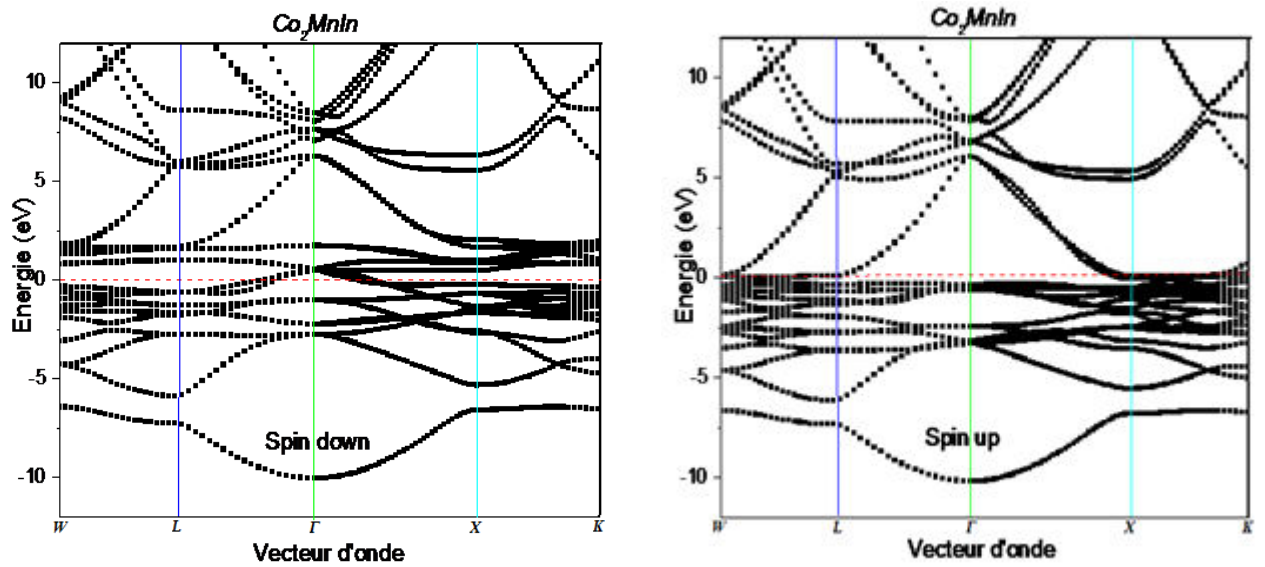 Co2MnIn
10
5
0
-5
-10
Energie (eV)
Spin down
W L Γ X K
Vecteur d'onde
Co2MnIn
10
5
0
-5
-10
Energie (eV)
Spin up
W L Γ X K
Vecteur d'onde